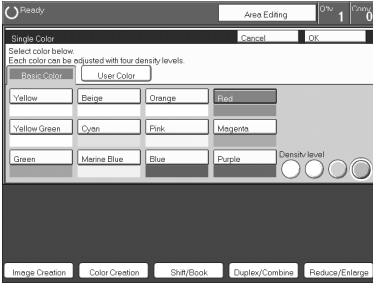 Ready
Area Editing
Qty
1
Copy
0
Single Color
Cancel
OK
Select color below.
Each color can be adjusted with four density levels.
Basic Color
User Color
Yellow
Beige
Orange
Red
Yellow Green
Cyan
Pink
Magenta
Density level
Green
Marine Blue
Blue
Purple
Image Creation
Color Creation
Shift/Book
Duplex/Combine
Reduce/Enlarge